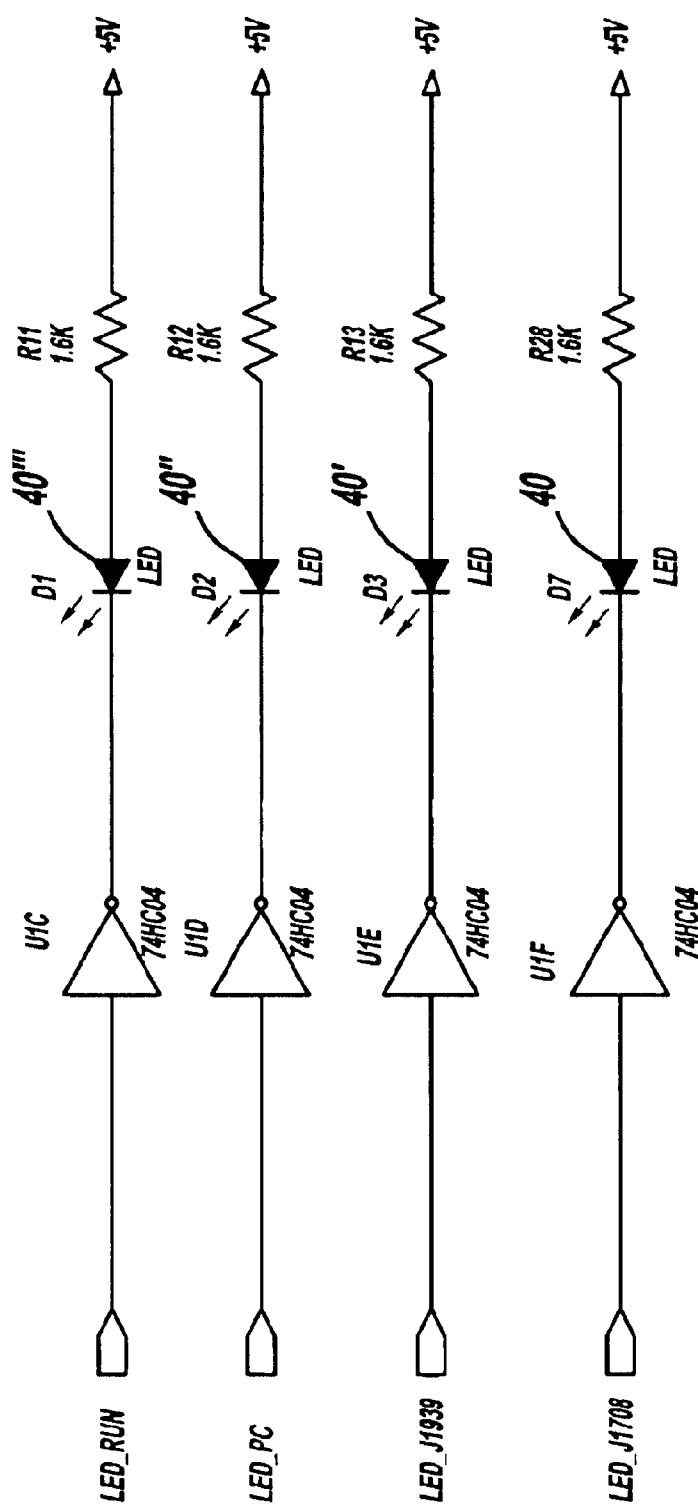 LED_RUN
U1C
74HC04
D1
LED
40'''
R11
1.6K
+5V
LED_PC
U1D
74HC04
D2
LED
40''
R12
1.6K
+5V
LED_J1939
U1E
74HC04
D3
LED
40'
R13
1.6K
+5V
LED_J1708
U1F
74HC04
D7
LED
40
R28
1.6K
+5V